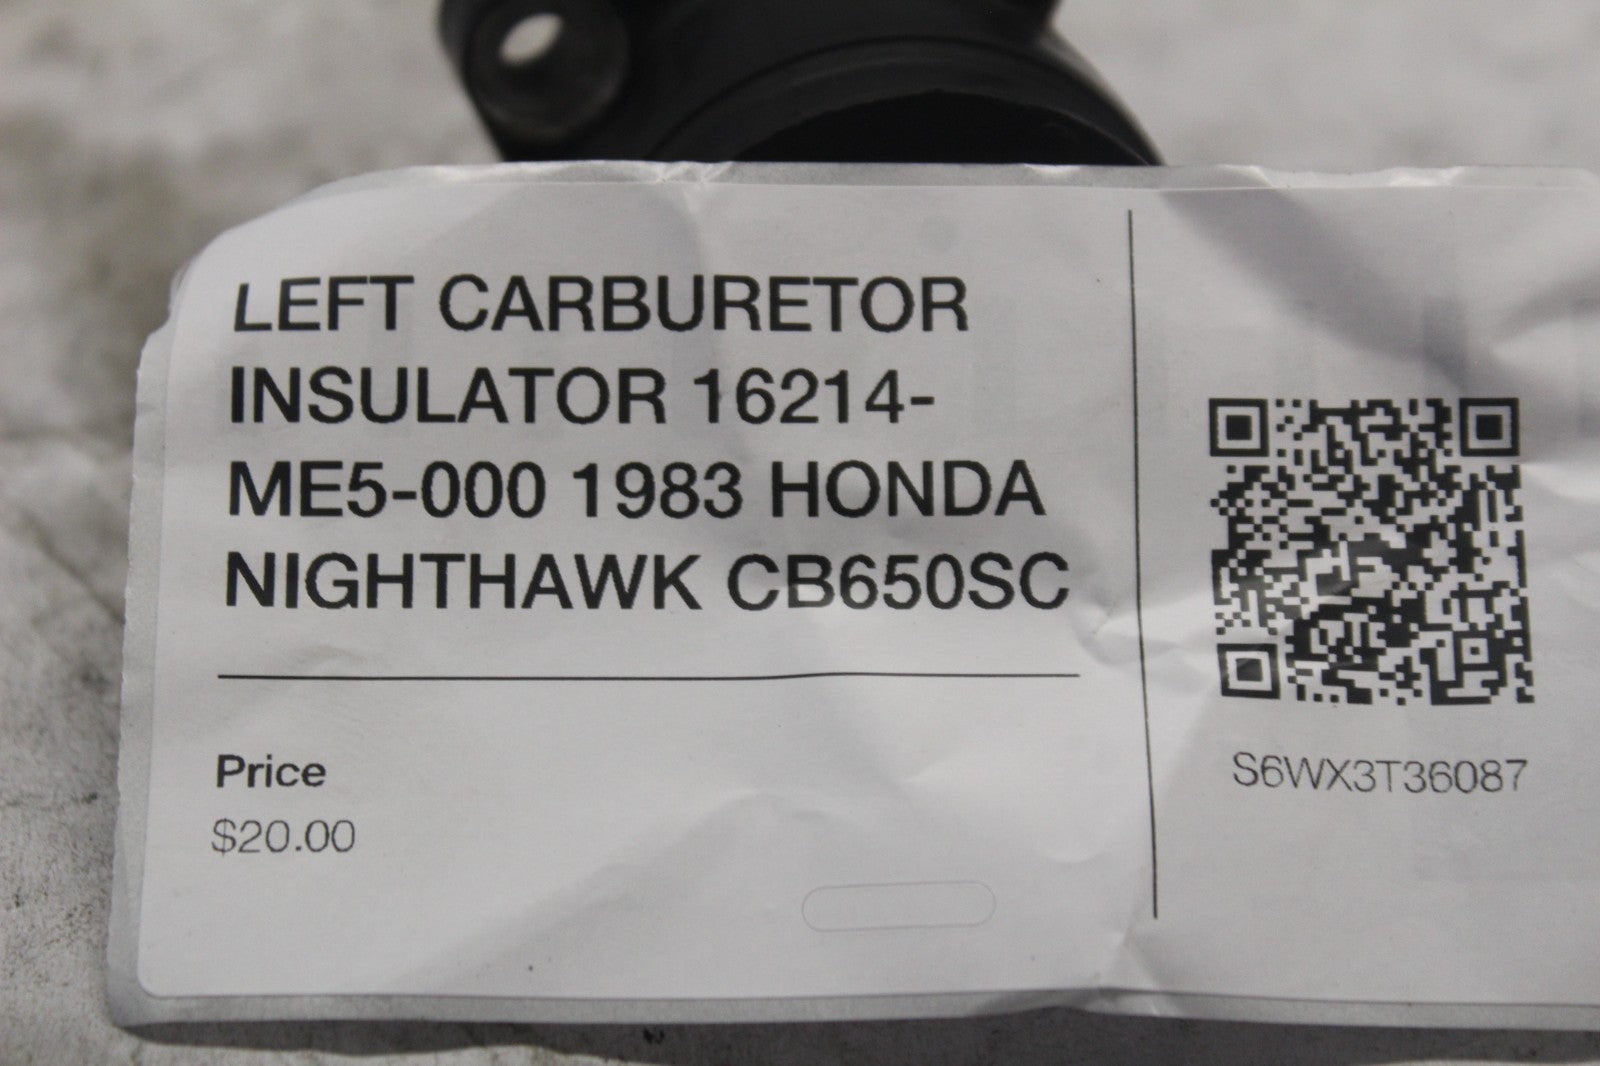 LEFT CARBURETOR
INSULATOR 16214-
ME5-000 1983 HONDA
NIGHTHAWK CB650SC
Price
$20.00
S6WX3T36087